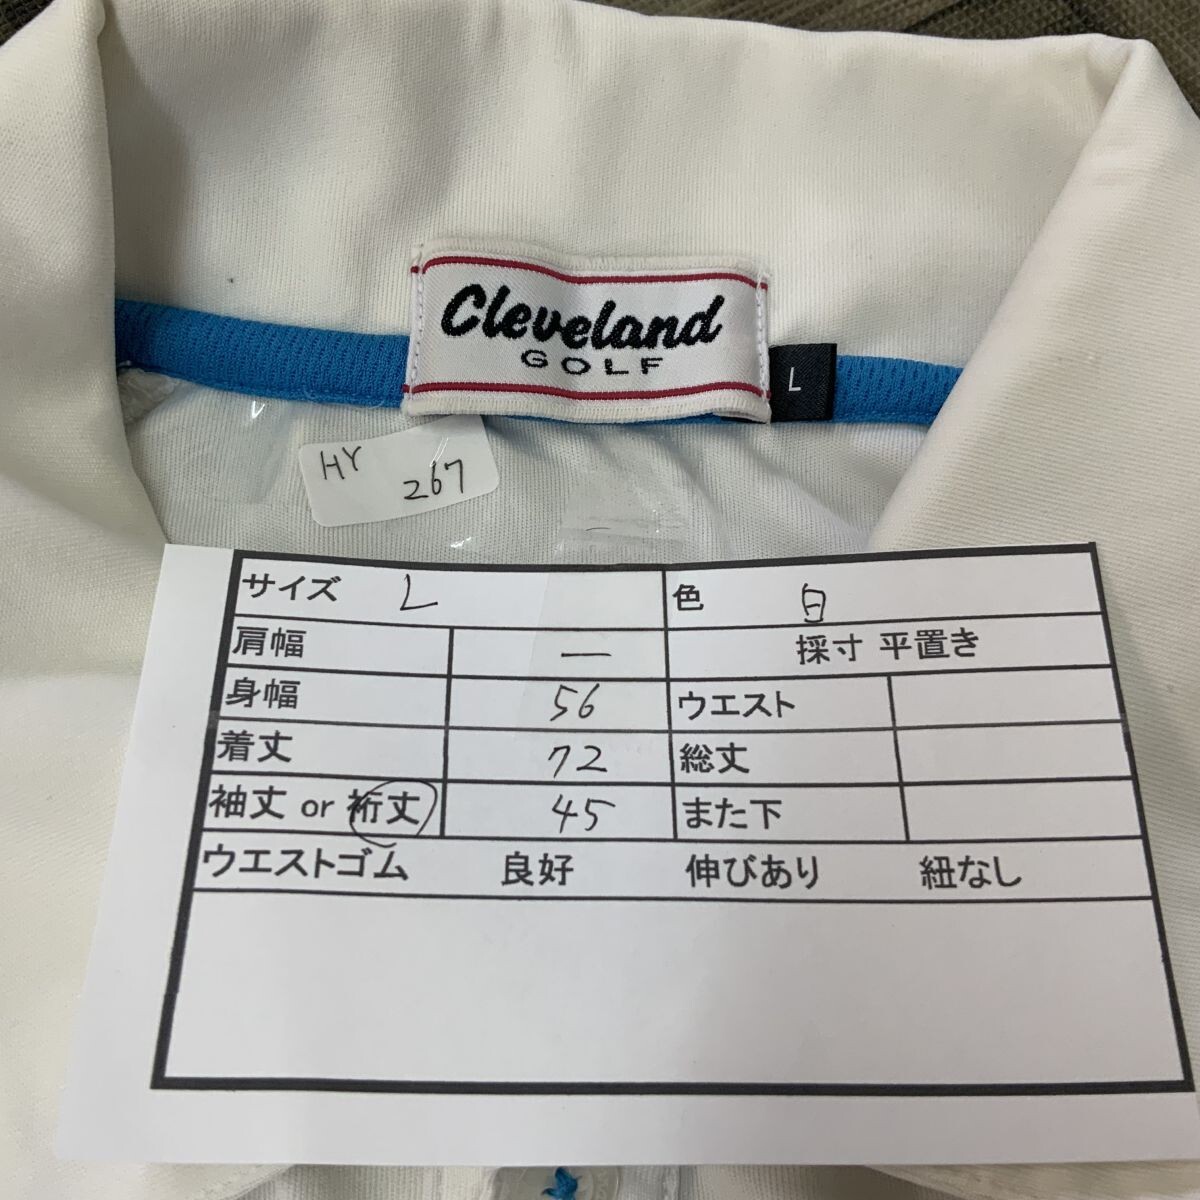 Cleveland
GOLF
L
HY
267
サイズ L 色 白
肩幅 ー 採寸 平置き
身幅 56 ウエスト
着丈 72 総丈
袖丈 or 裄丈 45 また下
ウエストゴム 良好 伸びあり 紐なし